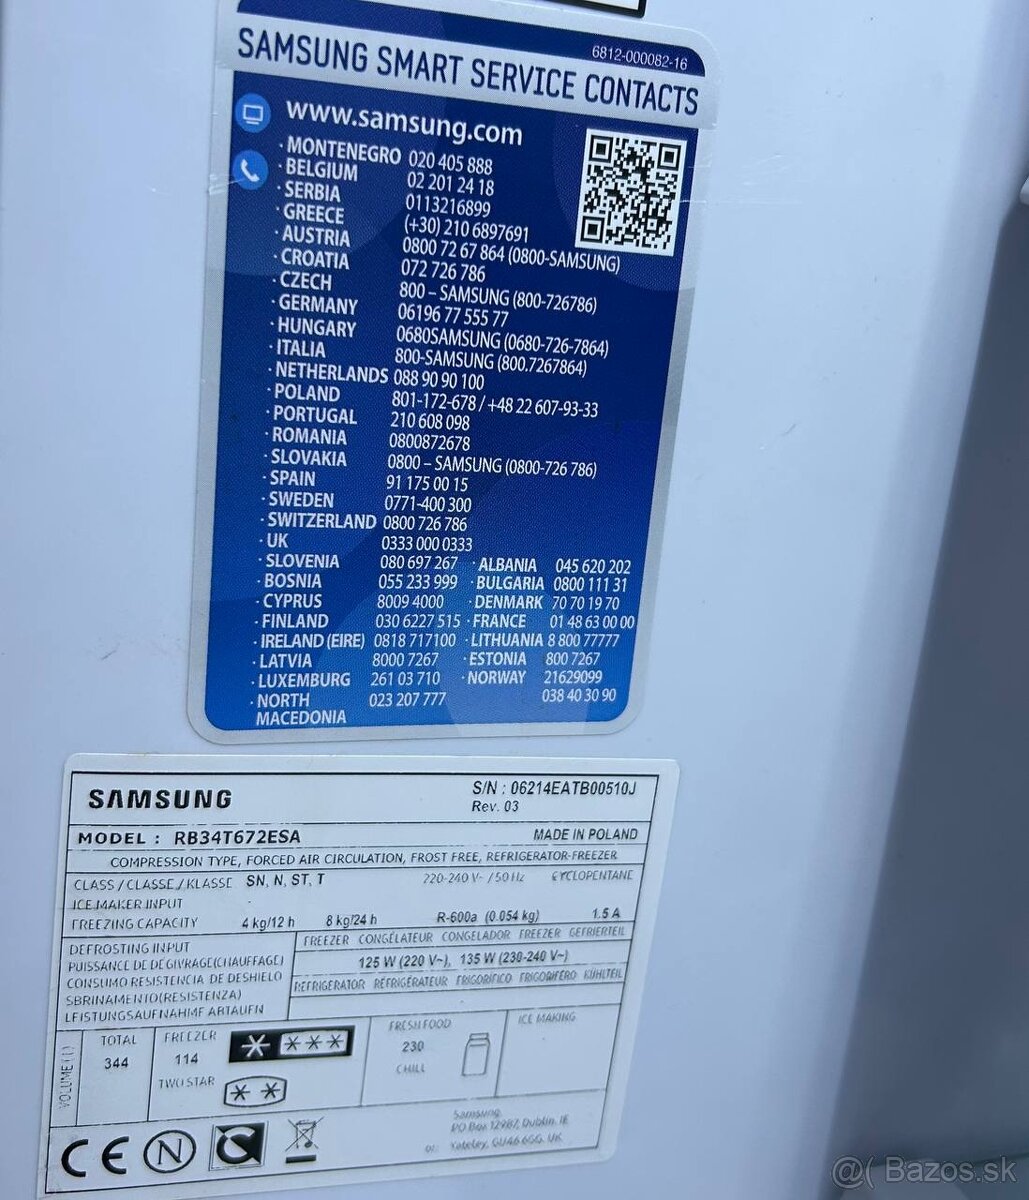 6812-000082-16
SAMSUNG SMART SERVICE CONTACTS
www.samsung.com
· MONTENEGRO 020 405 888
· BELGIUM 02 201 24 18
· SERBIA 0113216899
· GREECE (+30) 210 6897691
· AUSTRIA 0800 72 67 864 (0800-SAMSUNG)
· CROATIA 072 726 786
· CZECH 800 – SAMSUNG (800-726786)
· GERMANY 06196 77 555 77
· HUNGARY 0680SAMSUNG (0680-726-7864)
· ITALIA 800-SAMSUNG (800.7267864)
· NETHERLANDS 088 90 90 100
· POLAND 801-172-678 / +48 22 607-93-33
· PORTUGAL 210 608 098
· ROMANIA 0800872678
· SLOVAKIA 0800 – SAMSUNG (0800-726 786)
· SPAIN 91 175 00 15
· SWEDEN 0771-400 300
· SWITZERLAND 0800 726 786
· UK 0333 000 0333
· SLOVENIA 080 697 267 · ALBANIA 045 620 202
· BOSNIA 055 233 999 · BULGARIA 0800 111 31
· CYPRUS 8009 4000 · DENMARK 70 70 19 70
· FINLAND 030 6227 515 · FRANCE 01 48 63 00 00
· IRELAND (EIRE) 0818 717100 · LITHUANIA 8 800 77777
· LATVIA 8000 7267 · ESTONIA 800 7267
· LUXEMBURG 261 03 710 · NORWAY 21629099
· NORTH 023 207 777 038 40 30 90
MACEDONIA
SAMSUNG S/N : 06214EATB00510J
Rev. 03
MODEL : RB34T672ESA MADE IN POLAND
COMPRESSION TYPE, FORCED AIR CIRCULATION, FROST FREE, REFRIGERATOR-FREEZER
CLASS / CLASSE / KLASSE SN, N, ST, T 220-240 V~ / 50 Hz CYCLOPENTANE
ICE MAKER INPUT
FREEZING CAPACITY 4 kg/12 h 8 kg/24 h R-600a (0.054 kg) 1.5 A
DEFROSTING INPUT FREEZER CONGÉLATEUR CONGELADOR FREEZER GEFRIERTEIL
PUISSANCE DE DEGIVRAGE(CHAUFFAGE) 125 W (220 V~), 135 W (230-240 V~)
CONSUMO RESISTENCIA DE DESHIELO REFRIGERATOR RÉFRIGÉRATEUR FRIGORÍFICO FRIGORIFERO KÜHLTEIL
SBRINAMENTO(RESISTENZA)
LEISTUNGSAUFNAHME ABTAUEN
VOLUME (L) TOTAL FREEZER FRESH FOOD ICE MAKING
344 114 230
TWO STAR CHILL
CE N
Samsung
PO Box 12987, Dublin. IE
or Yateley, GU46 6GG. UK
@( Bazos.sk